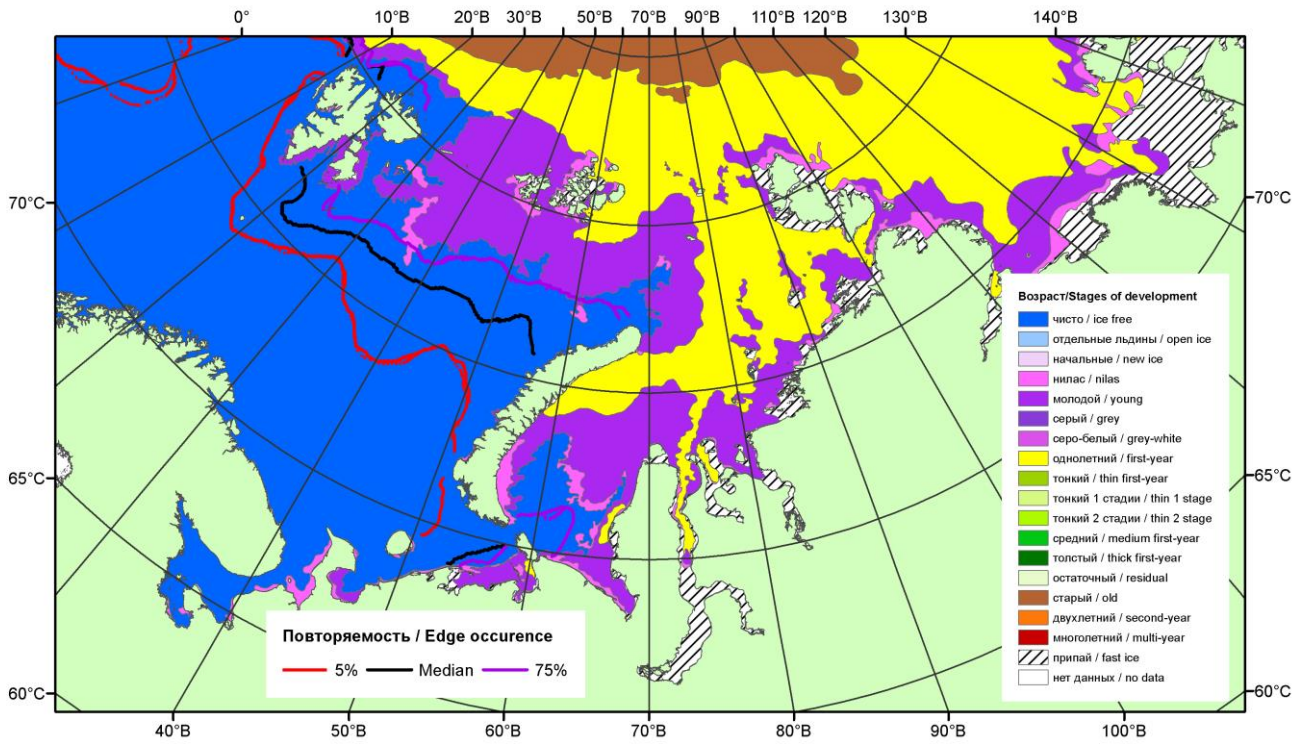 0° 10°B 20°B 30°B 50°B 70°B 90°B 110°B 120°B 130°B 140°B
70°C 70°C
65°C 65°C
60°C 60°C
Возраст/Stages of development
чисто / ice free
отдельные льдины / open ice
начальные / new ice
нилас / nilas
молодой / young
серый / grey
серо-белый / grey-white
однолетний / first-year
тонкий / thin first-year
тонкий 1 стадии / thin 1 stage
тонкий 2 стадии / thin 2 stage
средний / medium first-year
толстый / thick first-year
остаточный / residual
старый / old
двухлетний / second-year
многолетний / multi-year
припай / fast ice
нет данных / no data
Повторяемость / Edge occurence
5% Median 75%
40°B 50°B 60°B 70°B 80°B 90°B 100°B